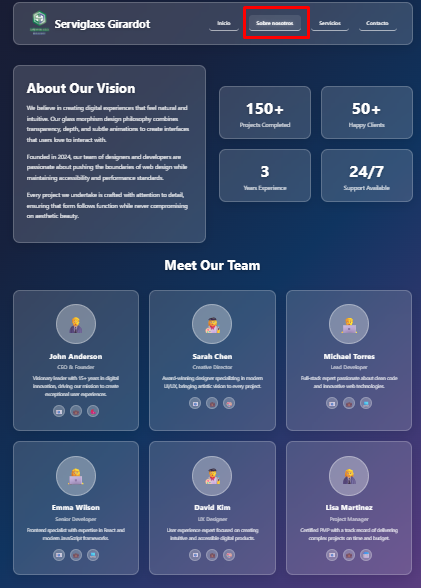 Serviglass Girardot
Inicio
Sobre nosotros
Servicios
Contacto
About Our Vision
We believe in creating digital experiences that feel natural and
intuitive. Our glass morphism design philosophy combines
transparency, depth, and subtle animations to create interfaces
that users love to interact with.
Founded in 2024, our team of designers and developers are
passionate about pushing the boundaries of web design while
maintaining accessibility and performance standards.
Every project we undertake is crafted with attention to detail,
ensuring that form follows function while never compromising
on aesthetic beauty.
150+
Projects Completed
50+
Happy Clients
3
Years Experience
24/7
Support Available
Meet Our Team
John Anderson
CEO & Founder
Visionary leader with 15+ years in digital
innovation, driving our mission to create
exceptional user experiences.
Sarah Chen
Creative Director
Award-winning designer specializing in modern
UI/UX, bringing artistic vision to every project.
Michael Torres
Lead Developer
Full-stack expert passionate about clean code
and innovative web technologies.
Emma Wilson
Senior Developer
Frontend specialist with expertise in React and
modern JavaScript frameworks.
David Kim
UX Designer
User experience expert focused on creating
intuitive and accessible digital products.
Lisa Martinez
Project Manager
Certified PMP with a track record of delivering
complex projects on time and budget.